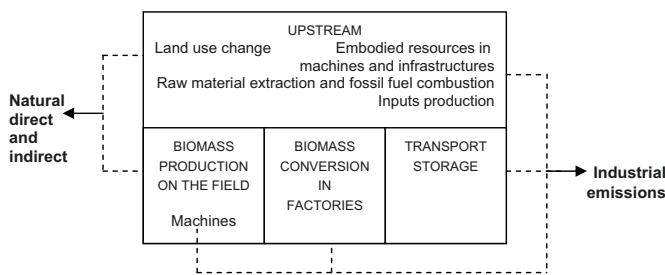 UPSTREAM
Land use change Embodied resources in
machines and infrastructures
Raw material extraction and fossil fuel combustion
Inputs production
Natural
direct
and
indirect
BIOMASS
PRODUCTION
ON THE FIELD
Machines
BIOMASS
CONVERSION
IN
FACTORIES
TRANSPORT
STORAGE
Industrial
emissions